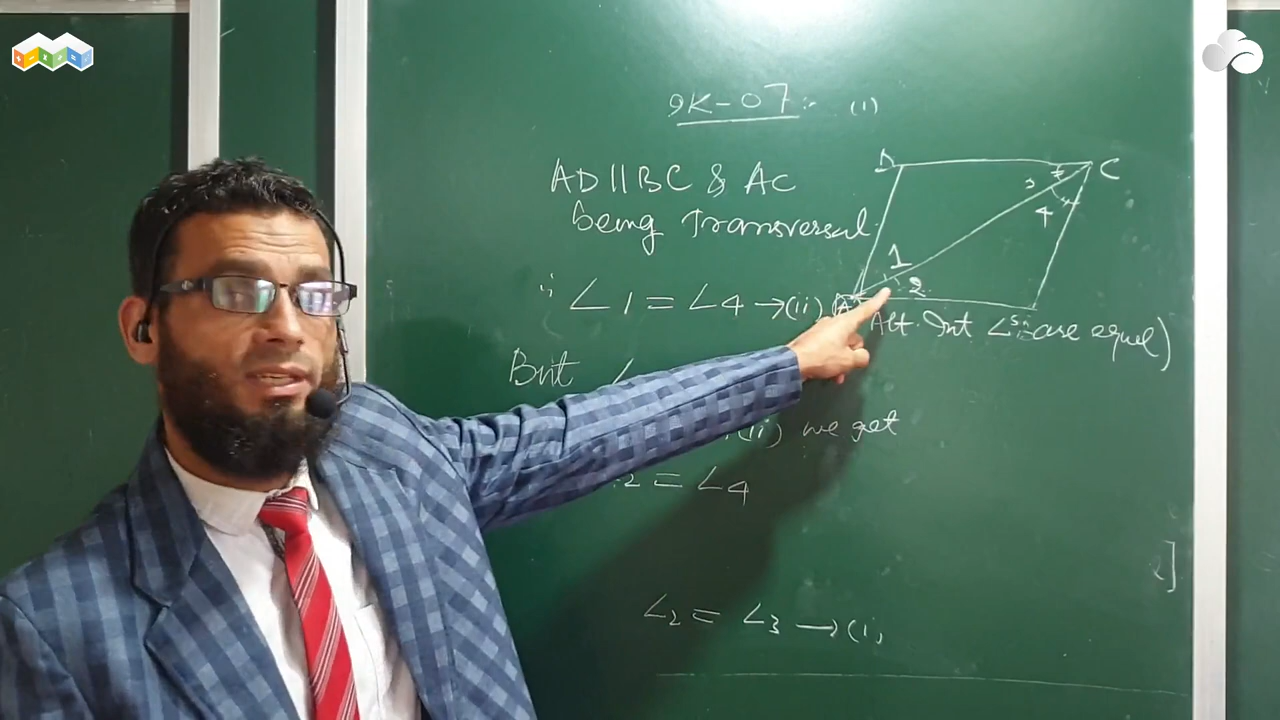 9K-07:- (1)
AD || BC & AC
being transversal.
∠1 = ∠4 → (ii) (Alt. Int ∠s are equal)
But ∠
(ii) we get
2 = ∠4
∠2 = ∠3 → (i)
D
C
3
4
1
2
A